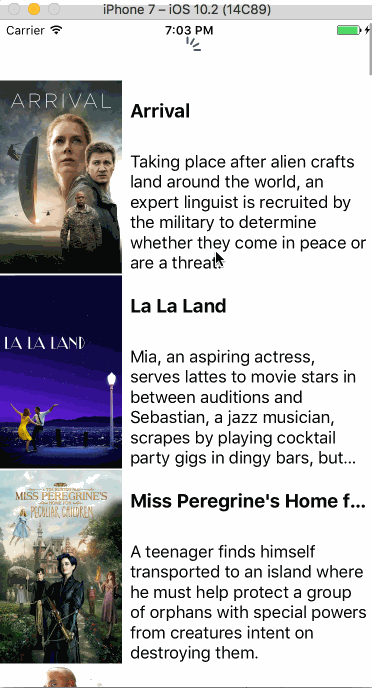 iPhone 7 – iOS 10.2 (14C89)
Carrier 7:03 PM
ARRIVAL
Arrival
Taking place after alien crafts
land around the world, an
expert linguist is recruited by
the military to determine
whether they come in peace or
are a threat.
LA LA LAND
La La Land
Mia, an aspiring actress,
serves lattes to movie stars in
between auditions and
Sebastian, a jazz musician,
scrapes by playing cocktail
party gigs in dingy bars, but...
MISS PEREGRINE'S
HOME FOR
PECULIAR CHILDREN
Miss Peregrine's Home f...
A teenager finds himself
transported to an island where
he must help protect a group
of orphans with special powers
from creatures intent on
destroying them.